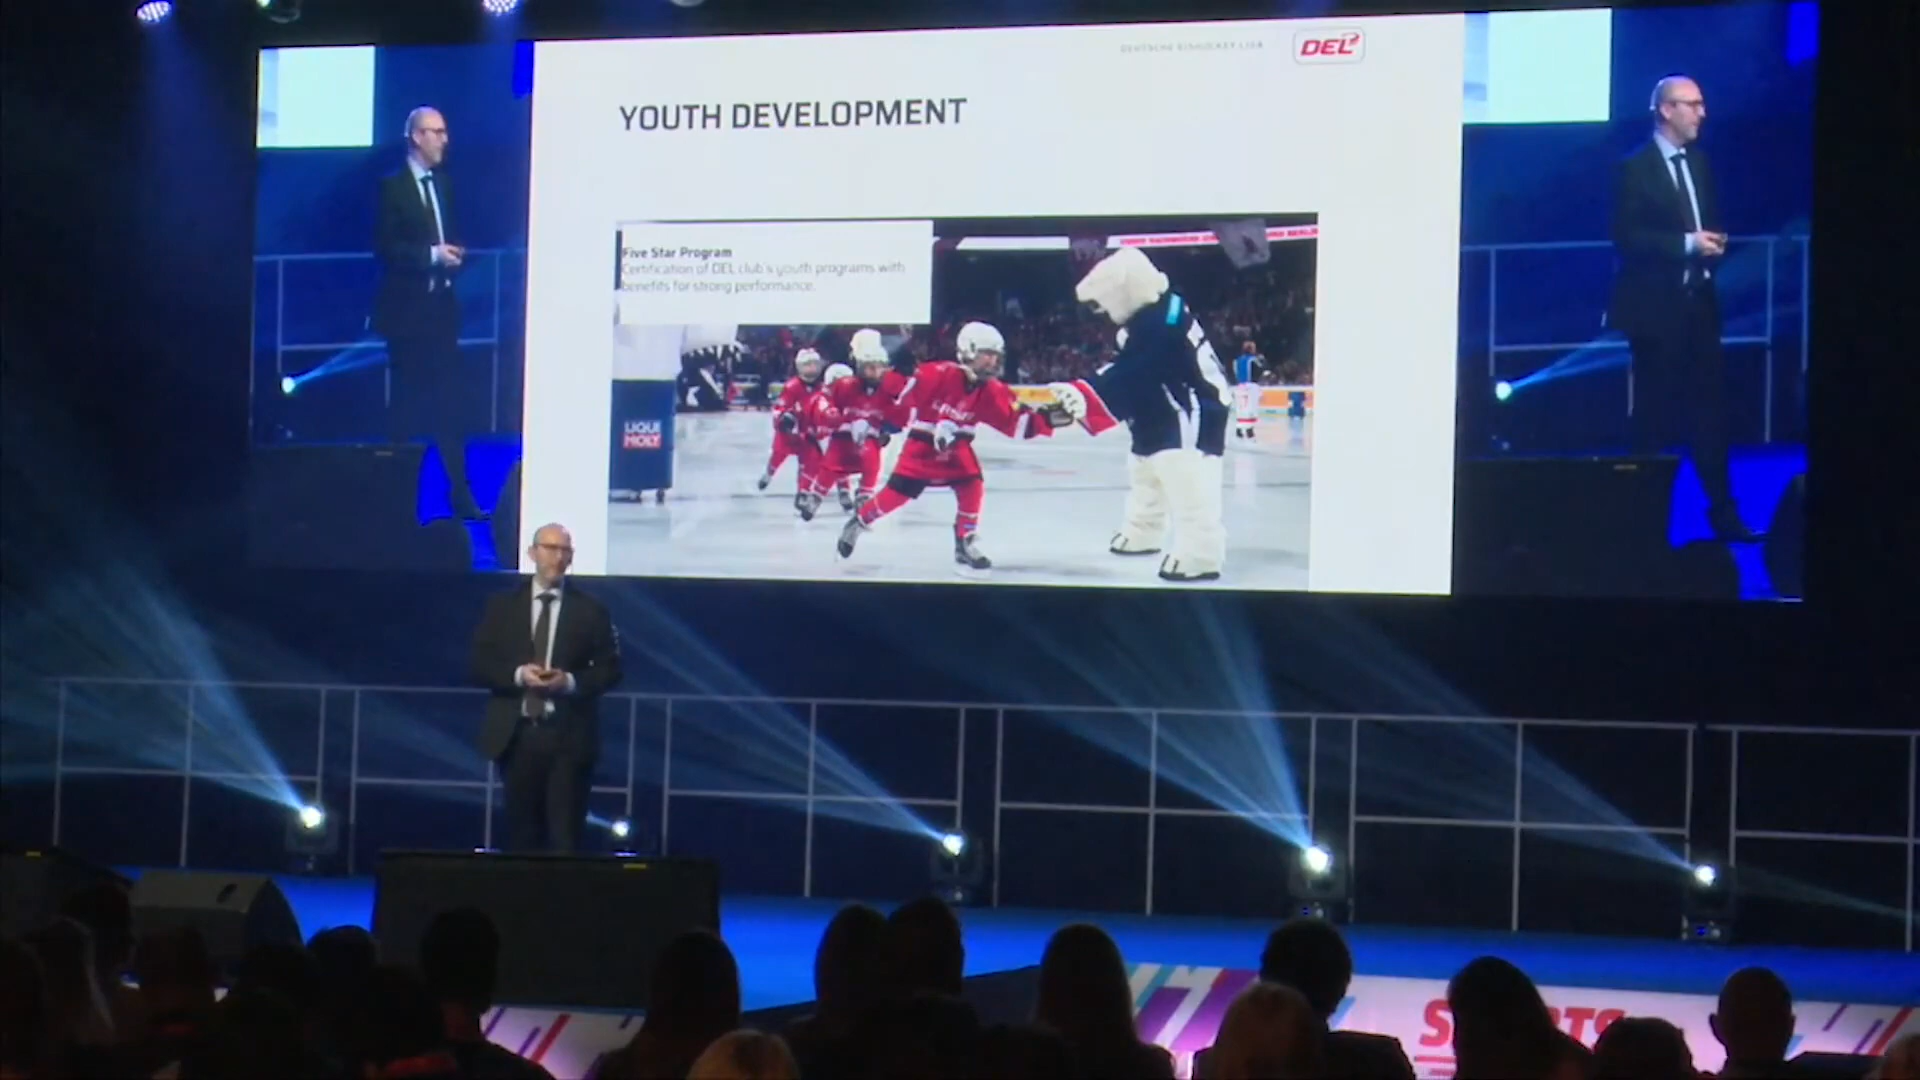 DEUTSCHE EISHOCKEY LIGA
DEL
YOUTH DEVELOPMENT
Five Star Program
Certification of DEL club's youth programs with
benefits for strong performance.
LIQUI
MOLY